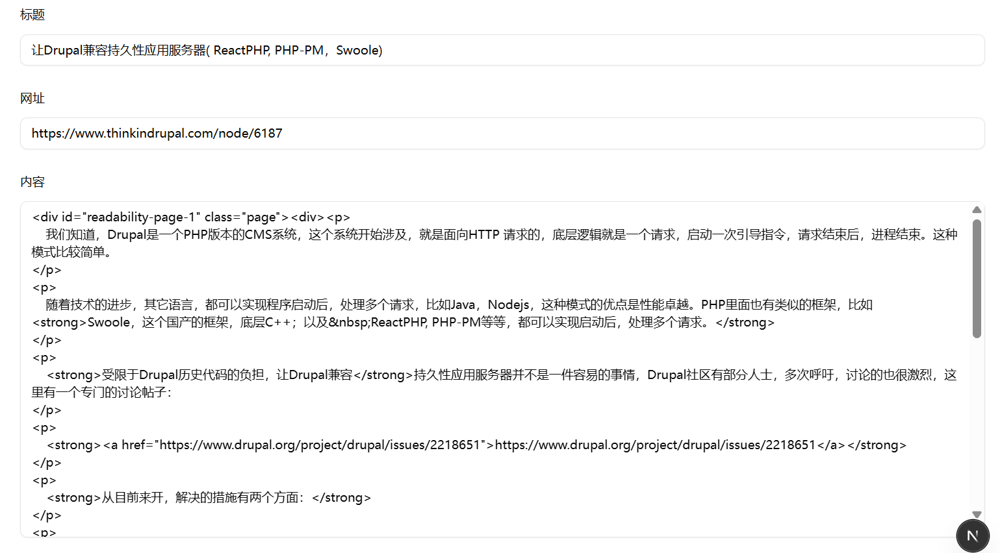 标题
让Drupal兼容持久性应用服务器( ReactPHP, PHP-PM，Swoole)
网址
https://www.thinkindrupal.com/node/6187
内容
<div id="readability-page-1" class="page"><div><p>
我们知道，Drupal是一个PHP版本的CMS系统，这个系统开始涉及，就是面向HTTP 请求的，底层逻辑就是一个请求，启动一次引导指令，请求结束后，进程结束。这种
模式比较简单。
</p>
<p>
随着技术的进步，其它语言，都可以实现程序启动后，处理多个请求，比如Java，Nodejs，这种模式的优点是性能卓越。PHP里面也有类似的框架，比如
<strong>Swoole，这个国产的框架，底层C++；以及&nbsp;ReactPHP, PHP-PM等等，都可以实现启动后，处理多个请求。</strong>
</p>
<p>
<strong>受限于Drupal历史代码的负担，让Drupal兼容</strong>持久性应用服务器并不是一件容易的事情，Drupal社区有部分人士，多次呼吁，讨论的也很激烈，这
里有一个专门的讨论帖子：
</p>
<p>
<strong><a href="https://www.drupal.org/project/drupal/issues/2218651">https://www.drupal.org/project/drupal/issues/2218651</a></strong>
</p>
<p>
<strong>从目前来开，解决的措施有两个方面：</strong>
</p>
<p>
N